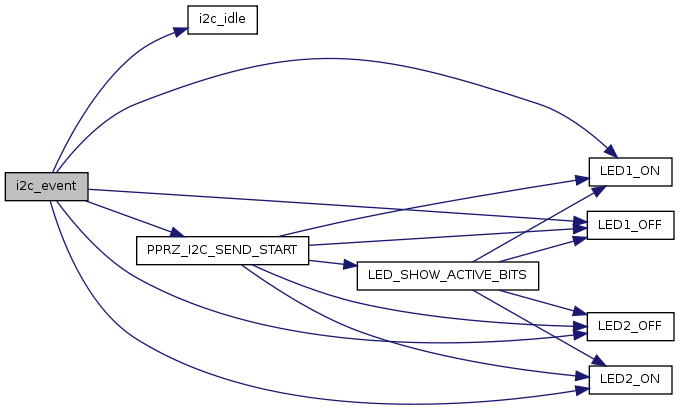 i2c_idle
LED1_ON
i2c_event
LED1_OFF
PPRZ_I2C_SEND_START
LED_SHOW_ACTIVE_BITS
LED2_OFF
LED2_ON